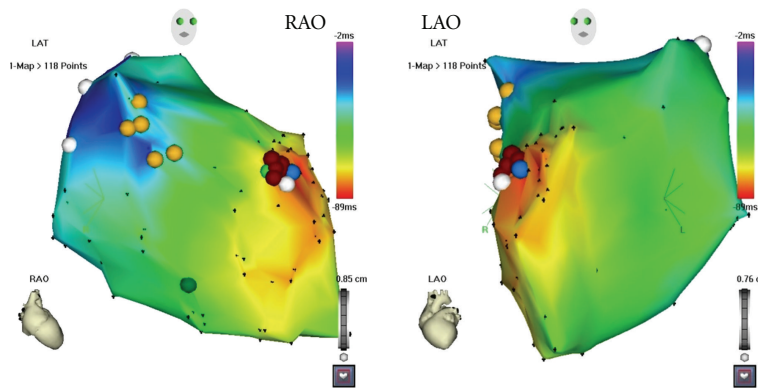 RAO
LAT
1-Map > 118 Points
-2ms
-89ms
RAO
0.85 cm
LAO
LAT
1-Map > 118 Points
-2ms
-89ms
R
L
LAO
0.76 cm